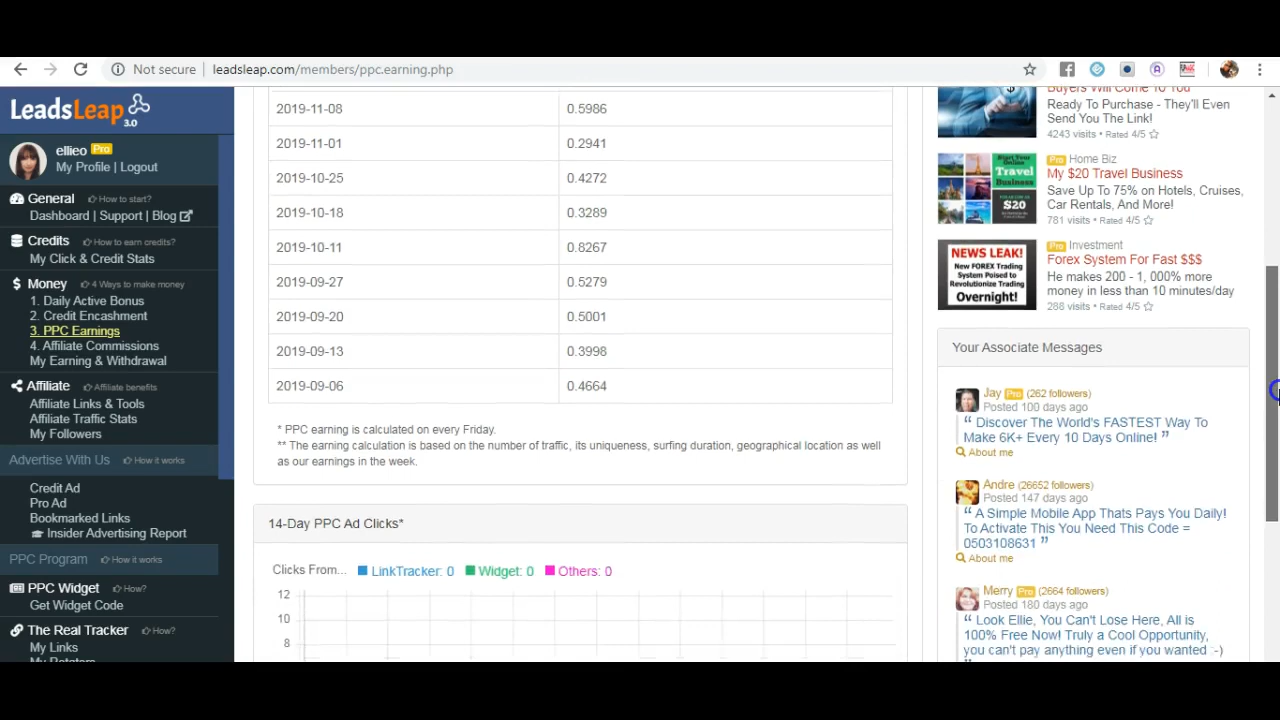 Not secure
leadsleap.com/members/ppc.earning.php
LeadsLeap 3.0
ellieo Pro
My Profile | Logout
General How to start?
Dashboard | Support | Blog
Credits How to earn credits?
My Click & Credit Stats
$ Money 4 Ways to make money
1. Daily Active Bonus
2. Credit Encashment
3. PPC Earnings
4. Affiliate Commissions
My Earning & Withdrawal
Affiliate Affiliate benefits
Affiliate Links & Tools
Affiliate Traffic Stats
My Followers
Advertise With Us How it works
Credit Ad
Pro Ad
Bookmarked Links
Insider Advertising Report
PPC Program How it works
PPC Widget How?
Get Widget Code
The Real Tracker How?
My Links
My Rotators
2019-11-08 0.5986
2019-11-01 0.2941
2019-10-25 0.4272
2019-10-18 0.3289
2019-10-11 0.8267
2019-09-27 0.5279
2019-09-20 0.5001
2019-09-13 0.3998
2019-09-06 0.4664
* PPC earning is calculated on every Friday.
** The earning calculation is based on the number of traffic, its uniqueness, surfing duration, geographical location as well
as our earnings in the week.
14-Day PPC Ad Clicks*
Clicks From... LinkTracker: 0 Widget: 0 Others: 0
12
10
8
Buyers Will Come To You
Ready To Purchase - They'll Even
Send You The Link!
4243 visits • Rated 4/5
Start Your
Online
Travel
Business
$20
Pro Home Biz
My $20 Travel Business
Save Up To 75% on Hotels, Cruises,
Car Rentals, And More!
781 visits • Rated 4/5
NEWS LEAK!
New FOREX Trading
System Poised to
Revolutionize Trading
Overnight!
Pro Investment
Forex System For Fast $$$
He makes 200 - 1, 000% more
money in less than 10 minutes/day
288 visits • Rated 4/5
Your Associate Messages
Jay Pro (262 followers)
Posted 100 days ago
“ Discover The World's FASTEST Way To
Make 6K+ Every 10 Days Online! ”
About me
Andre (26652 followers)
Posted 147 days ago
“ A Simple Mobile App Thats Pays You Daily!
To Activate This You Need This Code =
0503108631 ”
About me
Merry Pro (2664 followers)
Posted 180 days ago
“ Look Ellie, You Can't Lose Here, All is
100% Free Now! Truly a Cool Opportunity,
you can't pay anything even if you wanted :-)